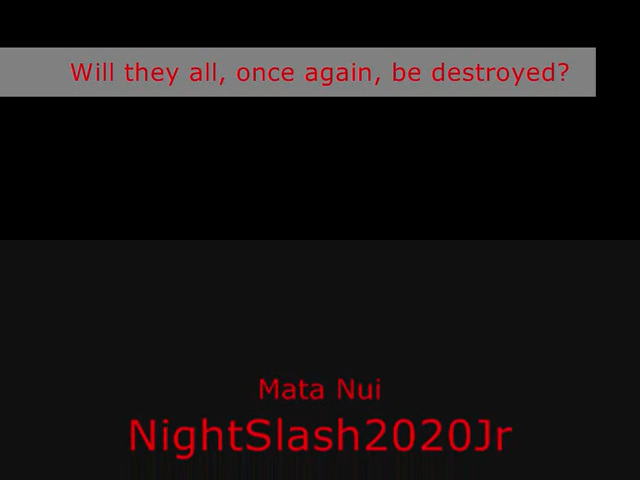 Will they all, once again, be destroyed?
Mata Nui
NightSlash2020Jr